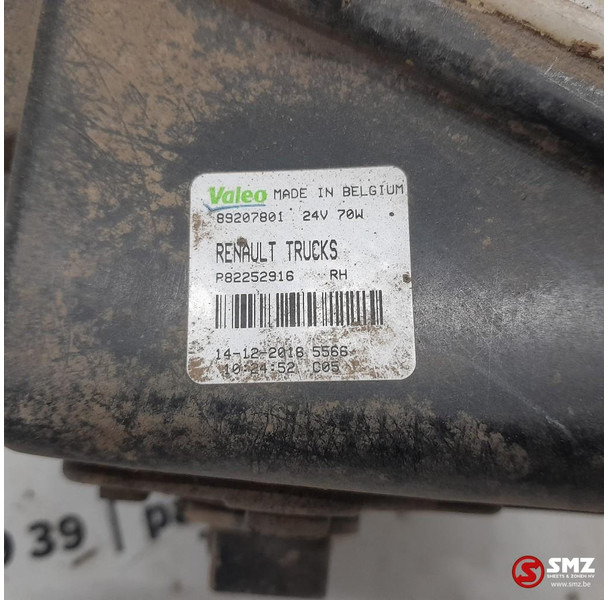 Valeo MADE IN BELGIUM
89207801 24V 70W
RENAULT TRUCKS
P82252916 RH
14-12-2018 5566
10:24:52 C05
39
SMZ
SMEETS & ZONEN NV
www.smz.be